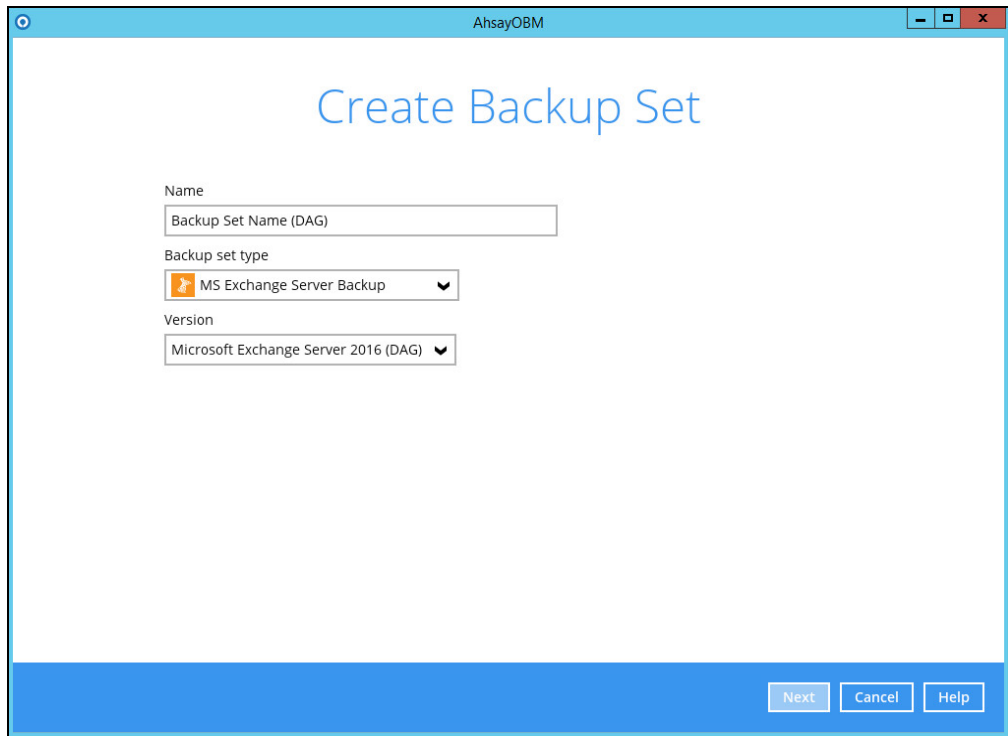 AhsayOBM
Create Backup Set
Name
Backup Set Name (DAG)
Backup set type
MS Exchange Server Backup
Version
Microsoft Exchange Server 2016 (DAG)
Next Cancel Help